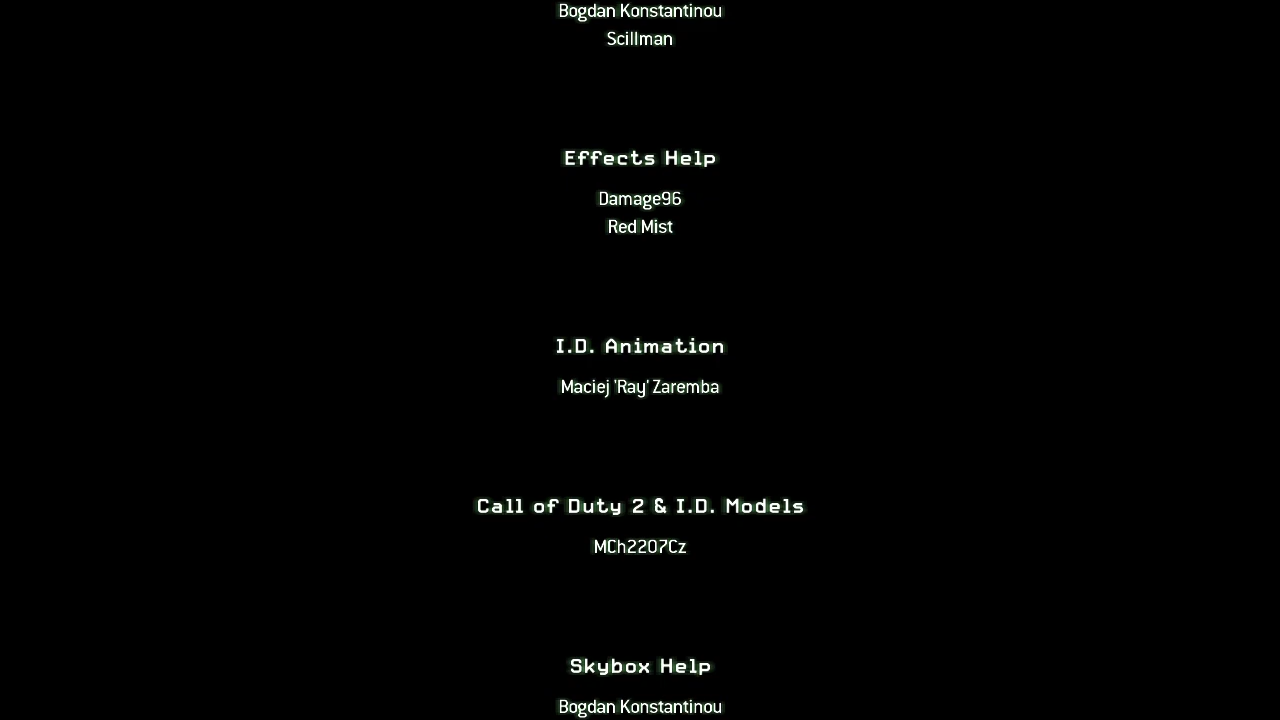 Bogdan Konstantinou
Scillman
Effects Help
Damage96
Red Mist
I.D. Animation
Maciej 'Ray' Zaremba
Call of Duty 2 & I.D. Models
MCh2207Cz
Skybox Help
Bogdan Konstantinou